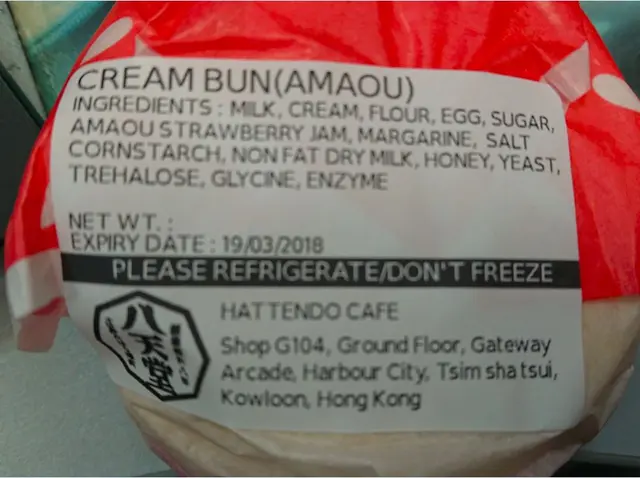 CREAM BUN(AMAOU)
INGREDIENTS : MILK, CREAM, FLOUR, EGG, SUGAR,
AMAOU STRAWBERRY JAM, MARGARINE, SALT
CORNSTARCH, NON FAT DRY MILK, HONEY, YEAST,
TREHALOSE, GLYCINE, ENZYME
NET WT. :
EXPIRY DATE : 19/03/2018
PLEASE REFRIGERATE/DON'T FREEZE
八天堂
HATTENDO CAFE
Shop G104, Ground Floor, Gateway
Arcade, Harbour City, Tsim sha tsui,
Kowloon, Hong Kong